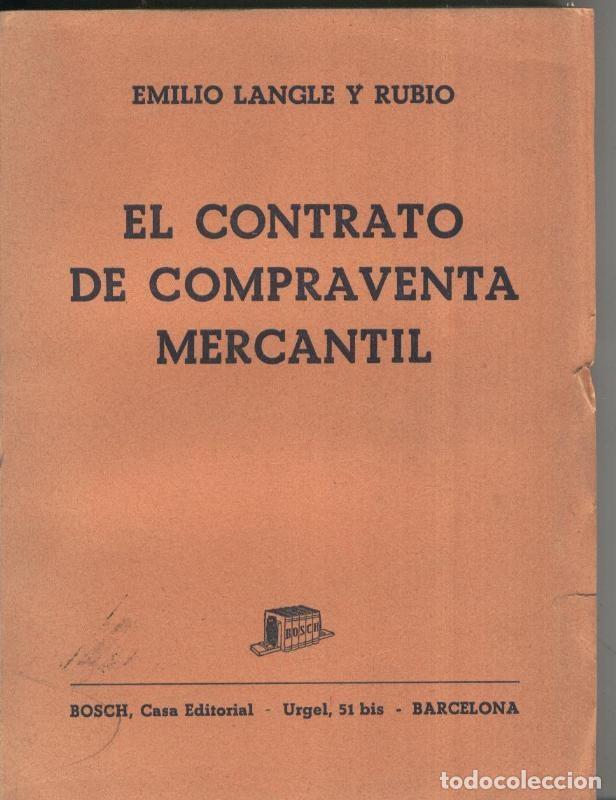 EMILIO LANGLE Y RUBIO
EL CONTRATO
DE COMPRAVENTA
MERCANTIL
BOSCH
BOSCH, Casa Editorial - Urgel, 51 bis - BARCELONA
todocoleccion